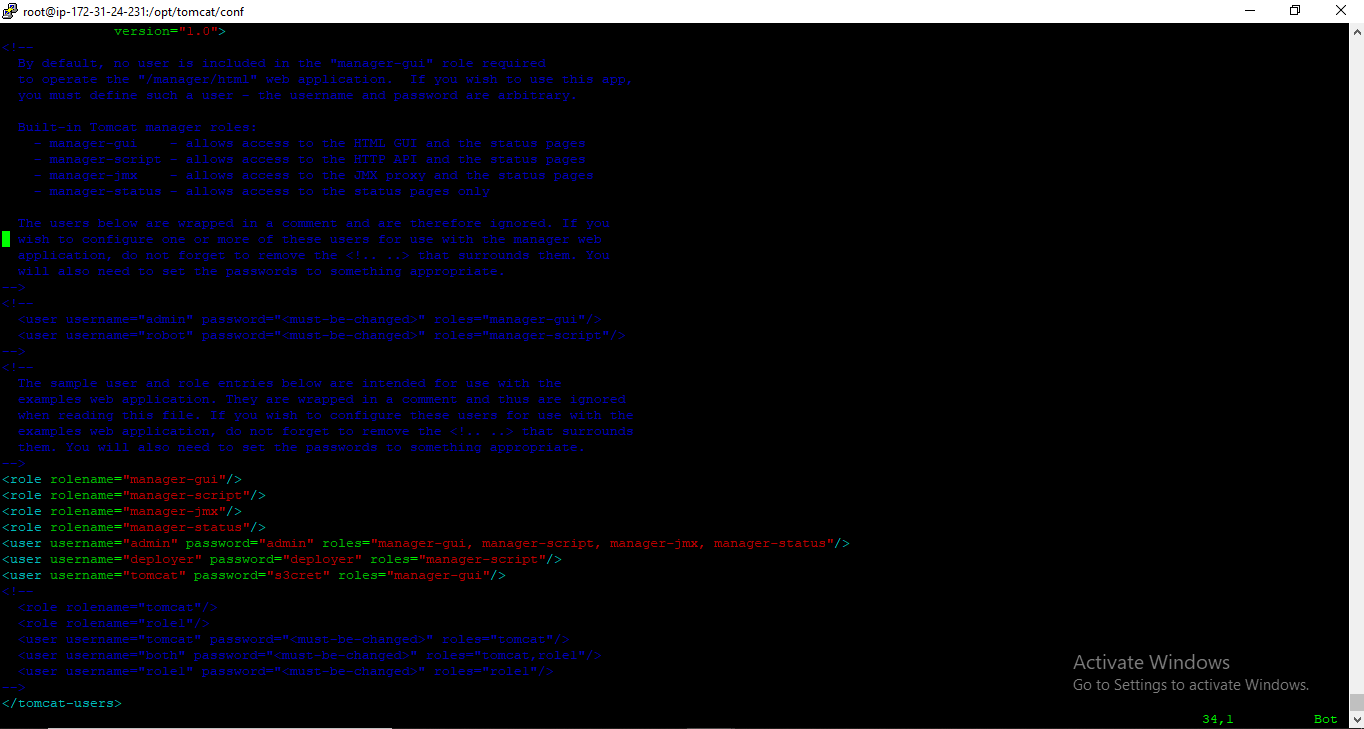 root@ip-172-31-24-231:/opt/tomcat/conf
version="1.0">
<!--
By default, no user is included in the "manager-gui" role required
to operate the "/manager/html" web application.  If you wish to use this app,
you must define such a user - the username and password are arbitrary.
Built-in Tomcat manager roles:
- manager-gui    - allows access to the HTML GUI and the status pages
- manager-script - allows access to the HTTP API and the status pages
- manager-jmx    - allows access to the JMX proxy and the status pages
- manager-status - allows access to the status pages only
The users below are wrapped in a comment and are therefore ignored. If you
wish to configure one or more of these users for use with the manager web
application, do not forget to remove the <!.. ..> that surrounds them. You
will also need to set the passwords to something appropriate.
-->
<!--
<user username="admin" password="<must-be-changed>" roles="manager-gui"/>
<user username="robot" password="<must-be-changed>" roles="manager-script"/>
-->
<!--
The sample user and role entries below are intended for use with the
examples web application. They are wrapped in a comment and thus are ignored
when reading this file. If you wish to configure these users for use with the
examples web application, do not forget to remove the <!.. ..> that surrounds
them. You will also need to set the passwords to something appropriate.
-->
<role rolename="manager-gui"/>
<role rolename="manager-script"/>
<role rolename="manager-jmx"/>
<role rolename="manager-status"/>
<user username="admin" password="admin" roles="manager-gui, manager-script, manager-jmx, manager-status"/>
<user username="deployer" password="deployer" roles="manager-script"/>
<user username="tomcat" password="s3cret" roles="manager-gui"/>
<!--
<role rolename="tomcat"/>
<role rolename="role1"/>
<user username="tomcat" password="<must-be-changed>" roles="tomcat"/>
<user username="both" password="<must-be-changed>" roles="tomcat,role1"/>
<user username="role1" password="<must-be-changed>" roles="role1"/>
-->
</tomcat-users>
Activate Windows
Go to Settings to activate Windows.
34,1 Bot